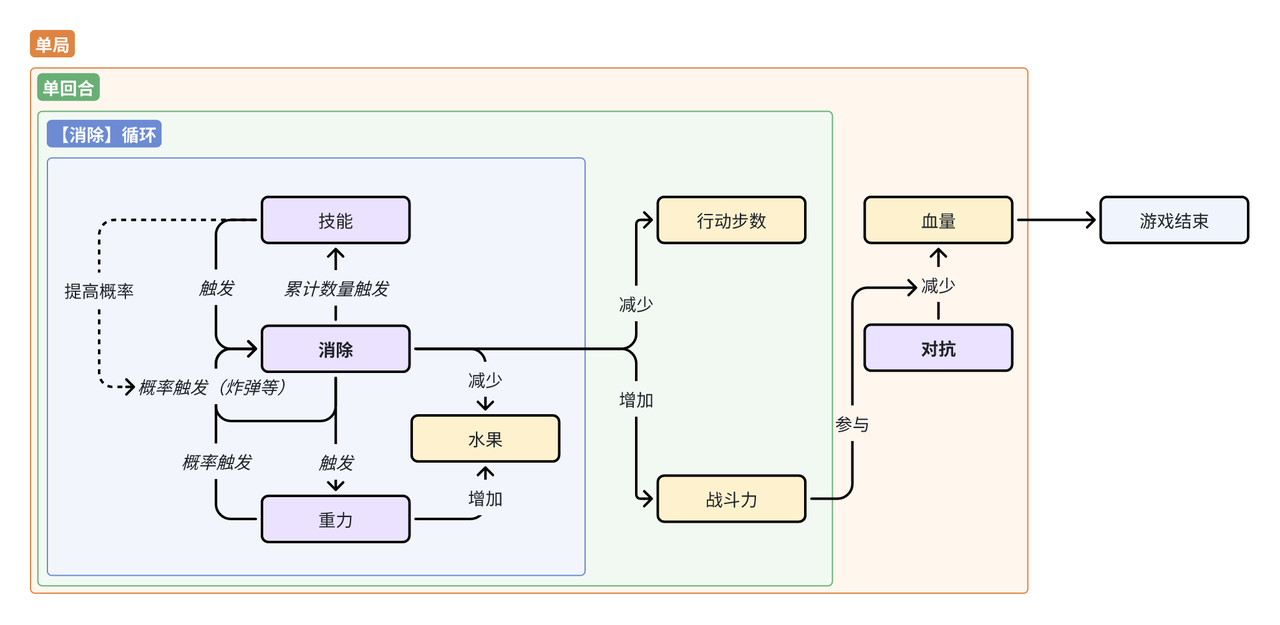 单局
单回合
【消除】循环
技能
行动步数
血量
游戏结束
提高概率
触发
累计数量触发
减少
减少
消除
对抗
概率触发（炸弹等）
减少
增加
参与
水果
概率触发
触发
增加
战斗力
重力